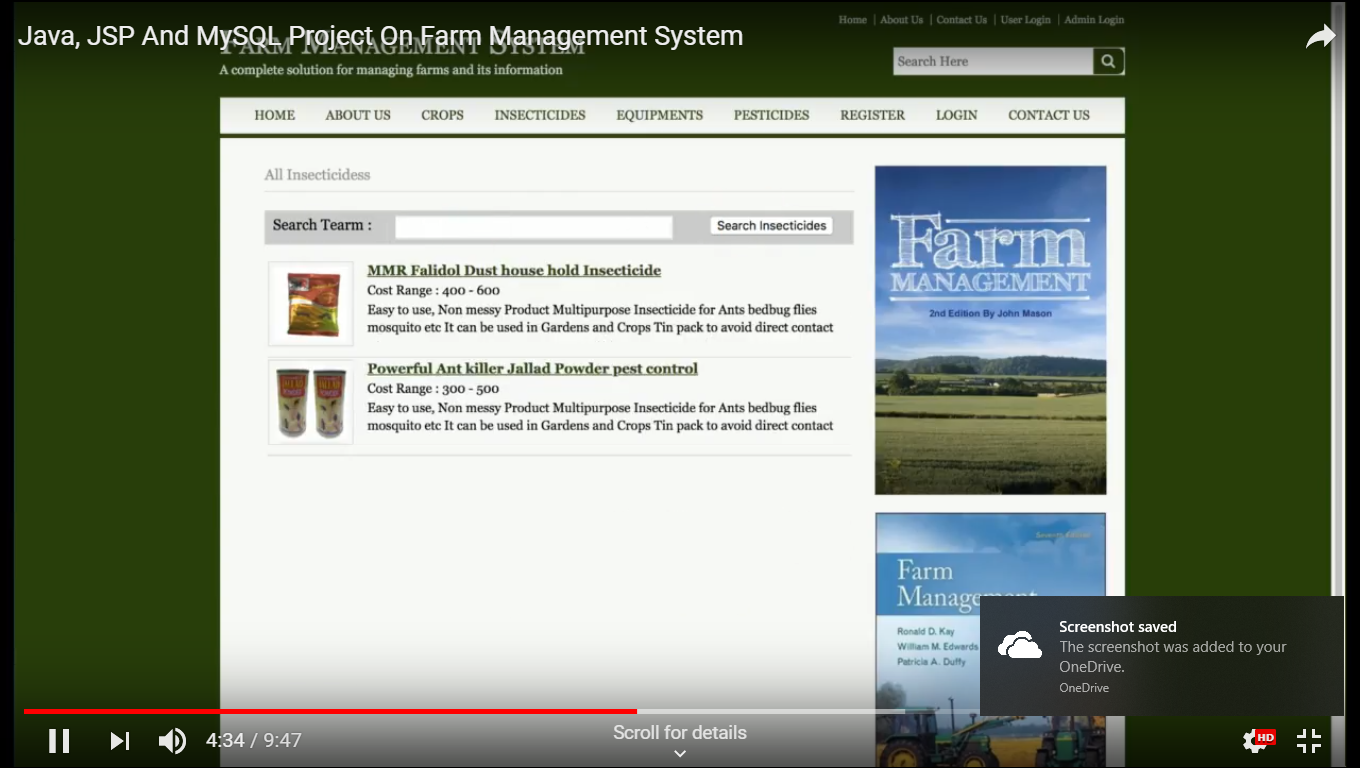 Java, JSP And MySQL Project On Farm Management System
Home | About Us | Contact Us | User Login | Admin Login
FARM MANAGEMENT SYSTEM
A complete solution for managing farms and its information
Search Here
HOME ABOUT US CROPS INSECTICIDES EQUIPMENTS PESTICIDES REGISTER LOGIN CONTACT US
All Insecticidess
Search Tearm :
Search Insecticides
MMR Falidol Dust house hold Insecticide
Cost Range : 400 - 600
Easy to use, Non messy Product Multipurpose Insecticide for Ants bedbug flies
mosquito etc It can be used in Gardens and Crops Tin pack to avoid direct contact
Powerful Ant killer Jallad Powder pest control
Cost Range : 300 - 500
Easy to use, Non messy Product Multipurpose Insecticide for Ants bedbug flies
mosquito etc It can be used in Gardens and Crops Tin pack to avoid direct contact
Farm
MANAGEMENT
2nd Edition By John Mason
Seventh Edition
Farm
Management
Ronald D. Kay
William M. Edwards
Patricia A. Duffy
Screenshot saved
The screenshot was added to your
OneDrive.
OneDrive
4:34 / 9:47
Scroll for details
HD